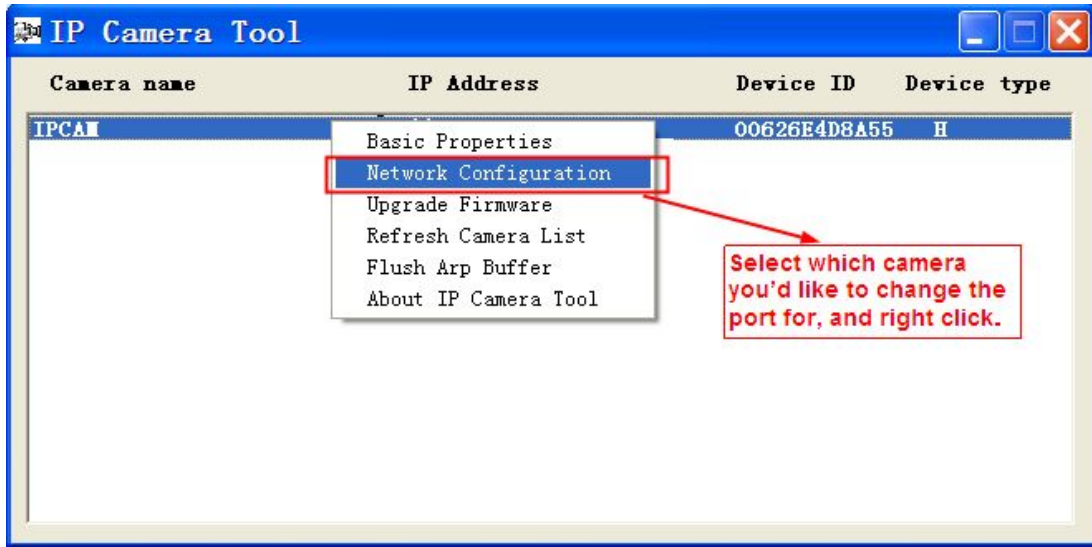 IP Camera Tool
Camera name IP Address Device ID Device type
IPCAM 00626E4D8A55 H
Basic Properties
Network Configuration
Upgrade Firmware
Refresh Camera List
Flush Arp Buffer
About IP Camera Tool
Select which camera
you'd like to change the
port for, and right click.